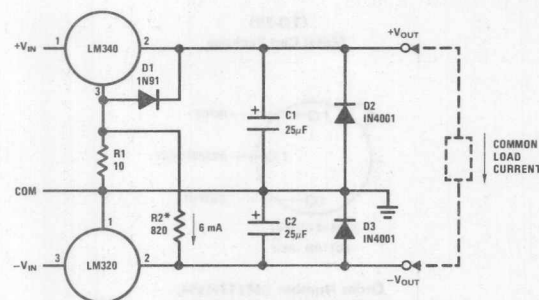 +VIN 1 LM340 2 +VOUT
3
D1
1N91
R1
10
+ C1
25µF
D2
IN4001
COMMON
LOAD
CURRENT
COM
1
R2*
820
6 mA
+ C2
25µF
D3
IN4001
−VIN 3 LM320 2 −VOUT